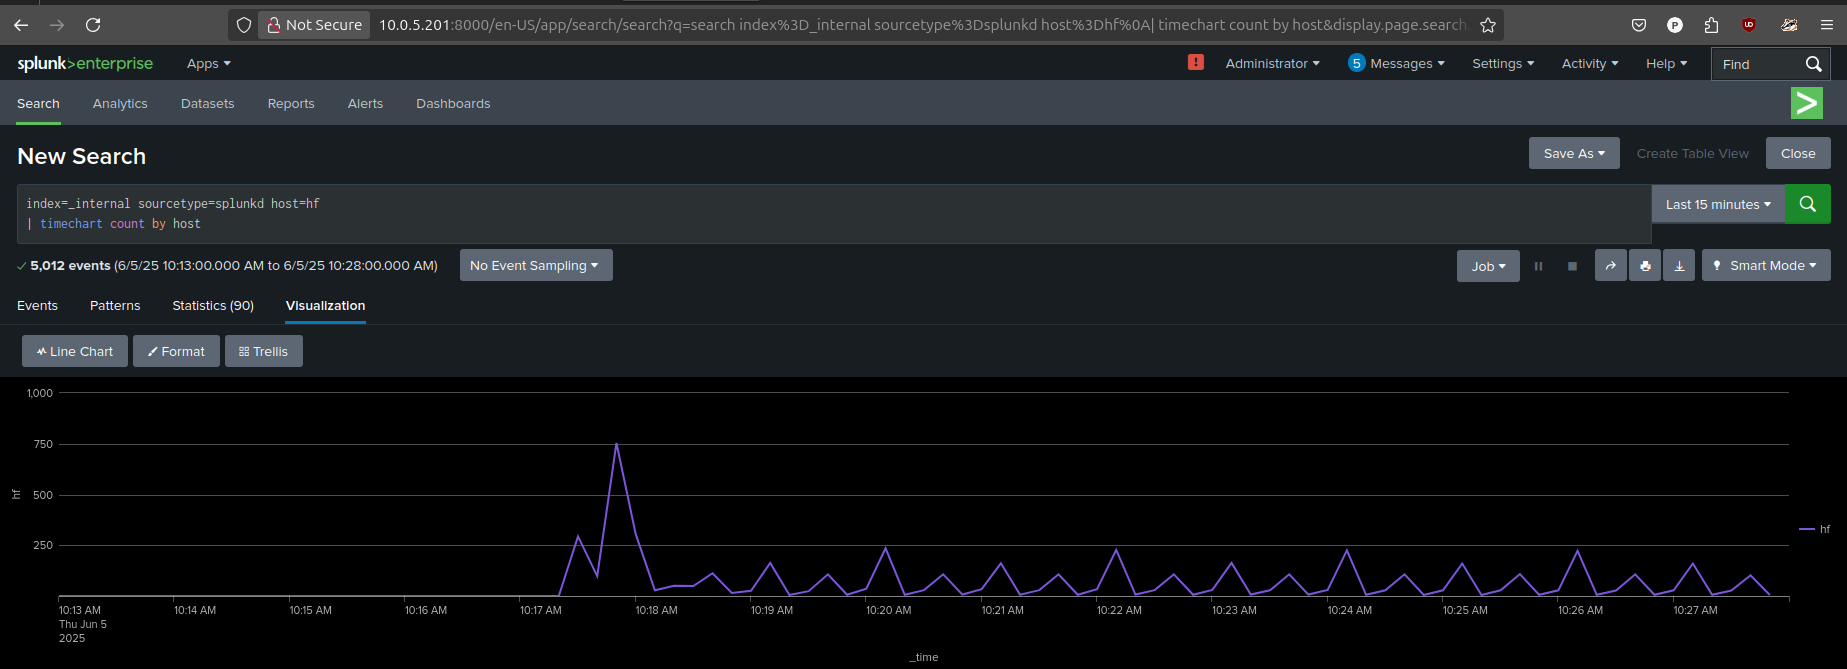 Not Secure 10.0.5.201:8000/en-US/app/search/search?q=search index%3D_internal sourcetype%3Dsplunkd host%3Dhf%0A| timechart count by host&display.page.search.
splunk>enterprise Apps ! Administrator 5 Messages Settings Activity Help Find
Search Analytics Datasets Reports Alerts Dashboards >
New Search Save As Create Table View Close
index=_internal sourcetype=splunkd host=hf
| timechart count by host
Last 15 minutes
5,012 events (6/5/25 10:13:00.000 AM to 6/5/25 10:28:00.000 AM) No Event Sampling Job Smart Mode
Events Patterns Statistics (90) Visualization
Line Chart Format Trellis
1,000
750
500
250
hf
hf
10:13 AM 10:14 AM 10:15 AM 10:16 AM 10:17 AM 10:18 AM 10:19 AM 10:20 AM 10:21 AM 10:22 AM 10:23 AM 10:24 AM 10:25 AM 10:26 AM 10:27 AM
Thu Jun 5
2025
_time